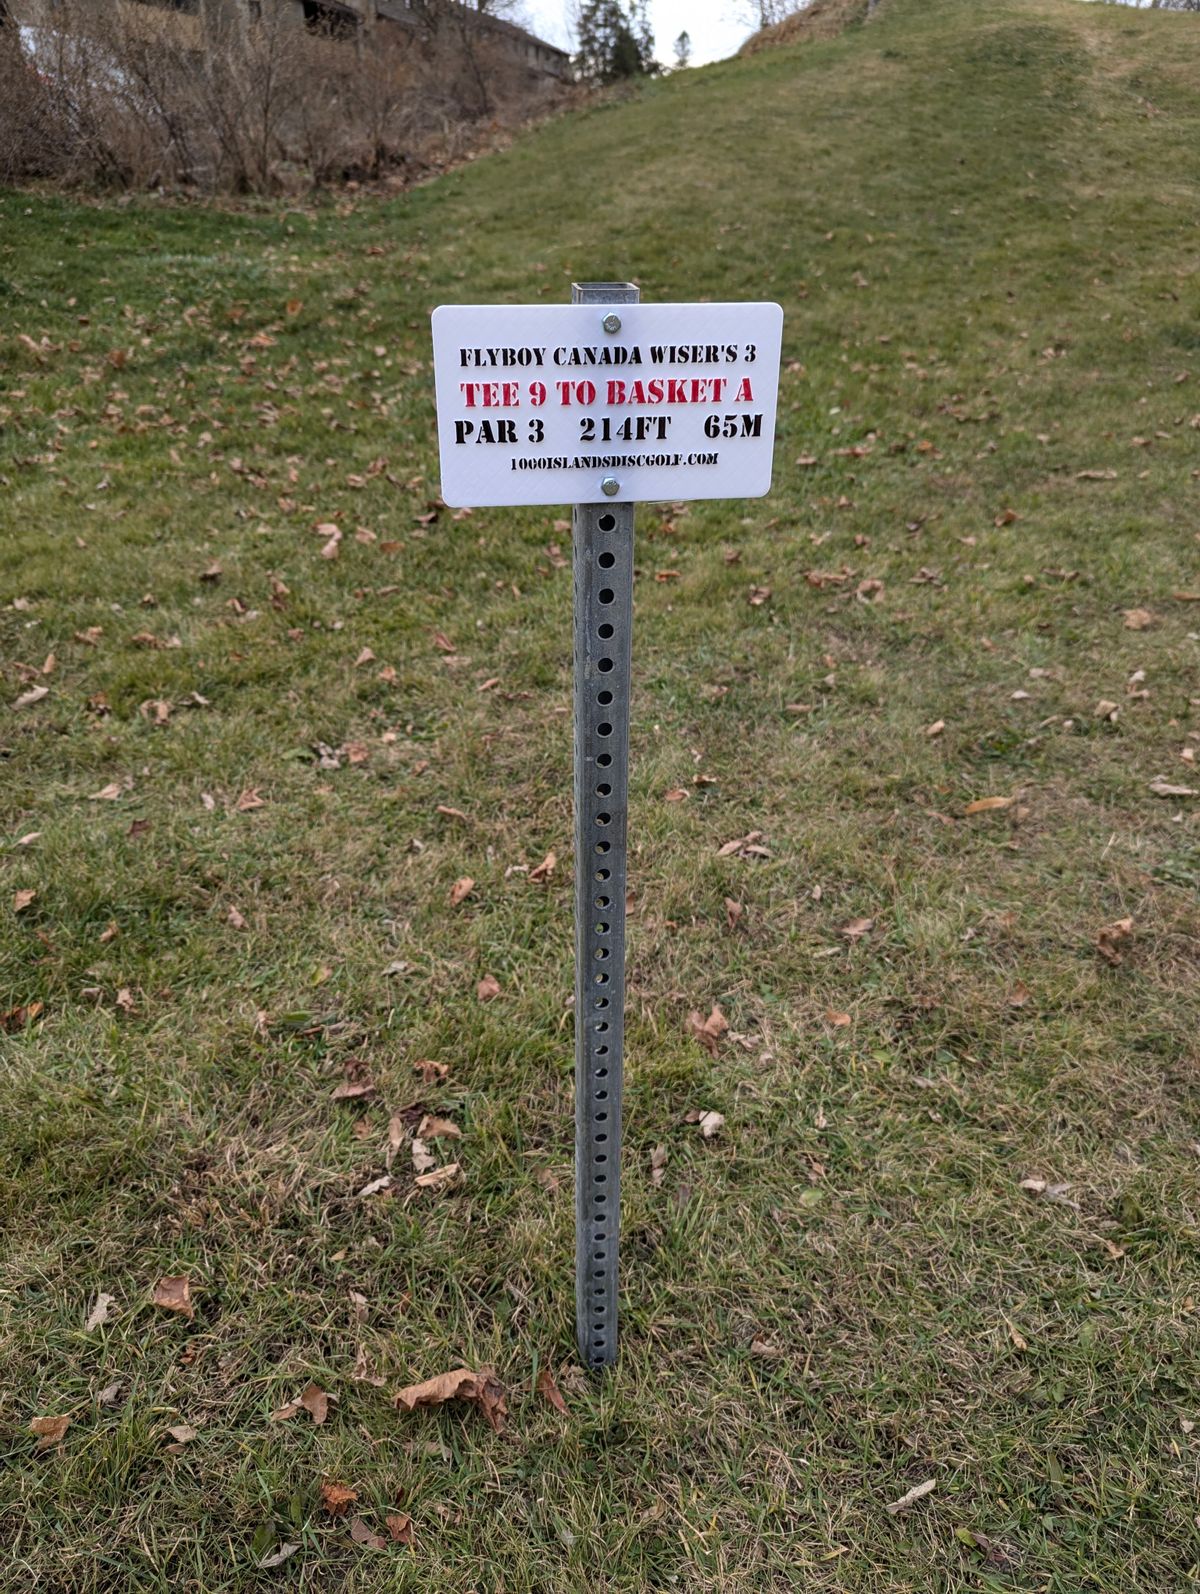 FLYBOY CANADA WISER'S 3
TEE 9 TO BASKET A
PAR 3 214FT 65M
1000ISLANDSDISCGOLF.COM